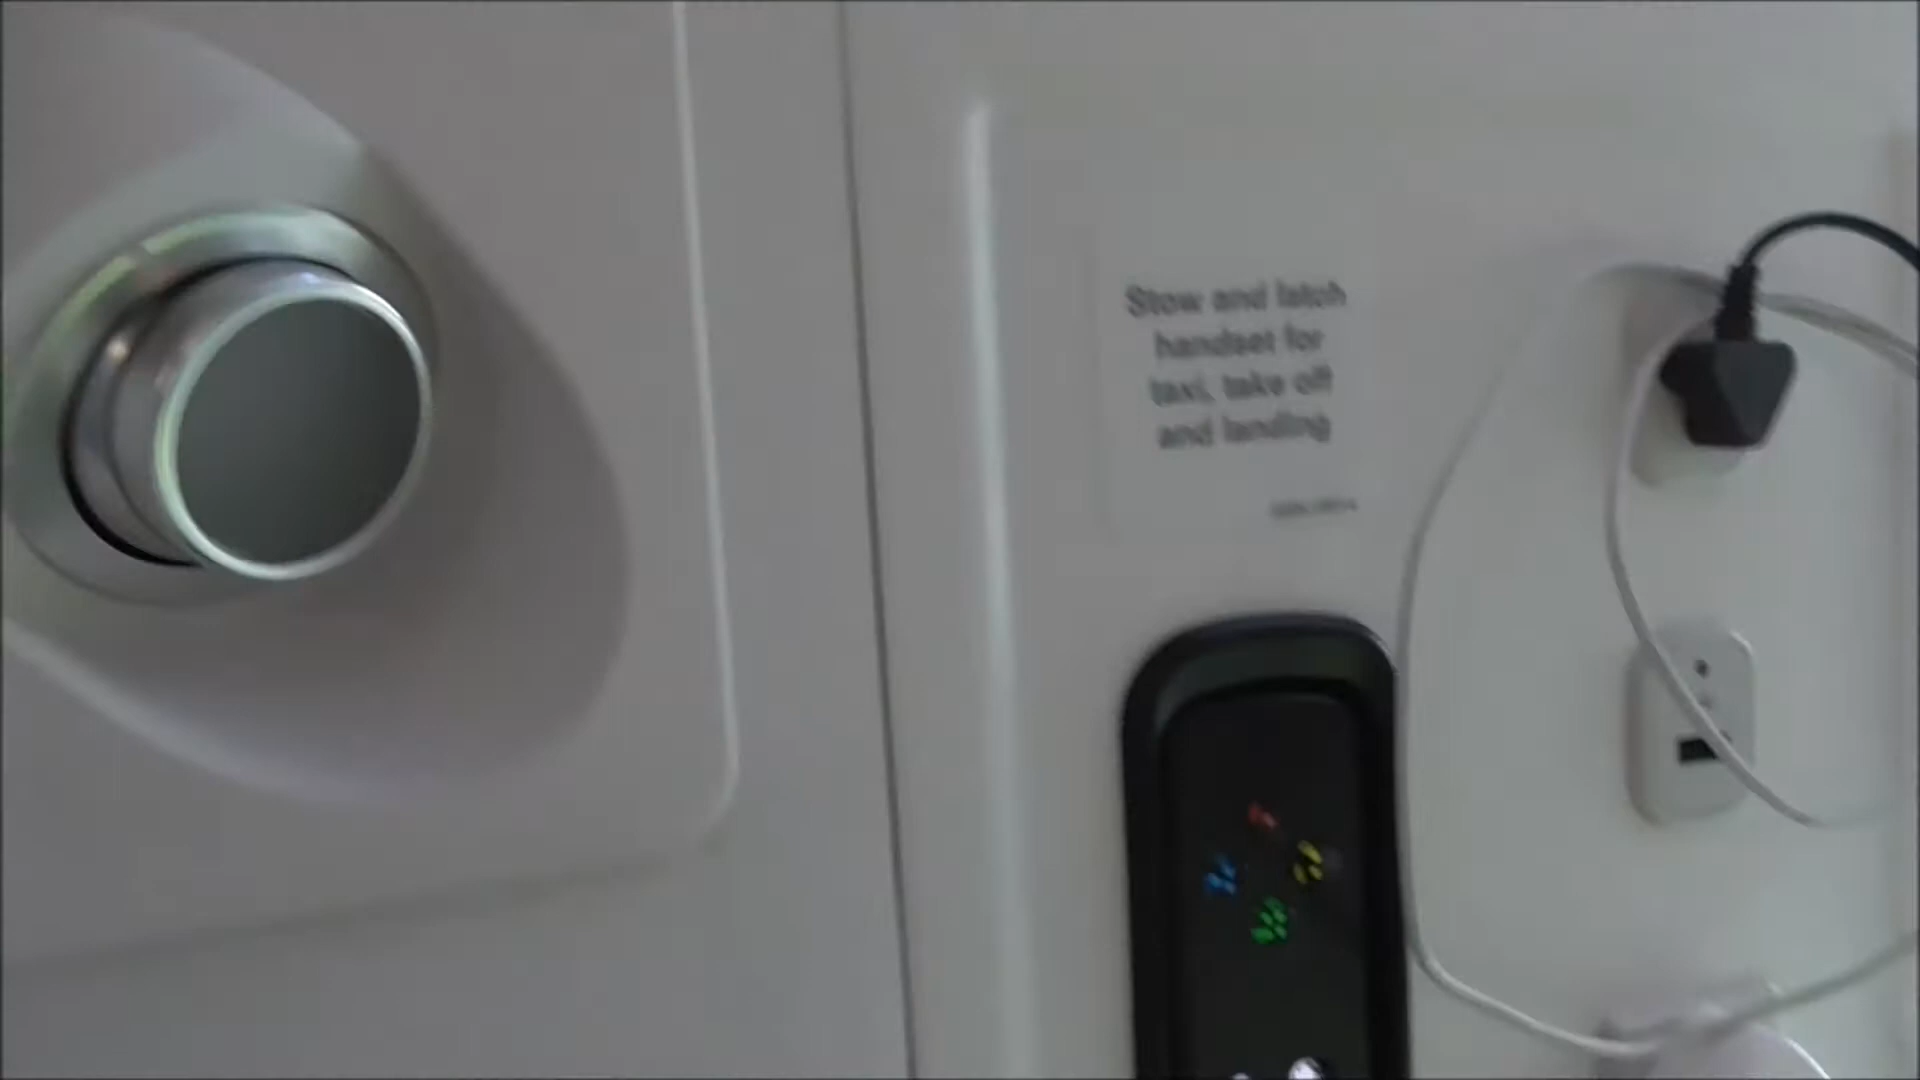 Stow and latch
handset for
taxi, take off
and landing